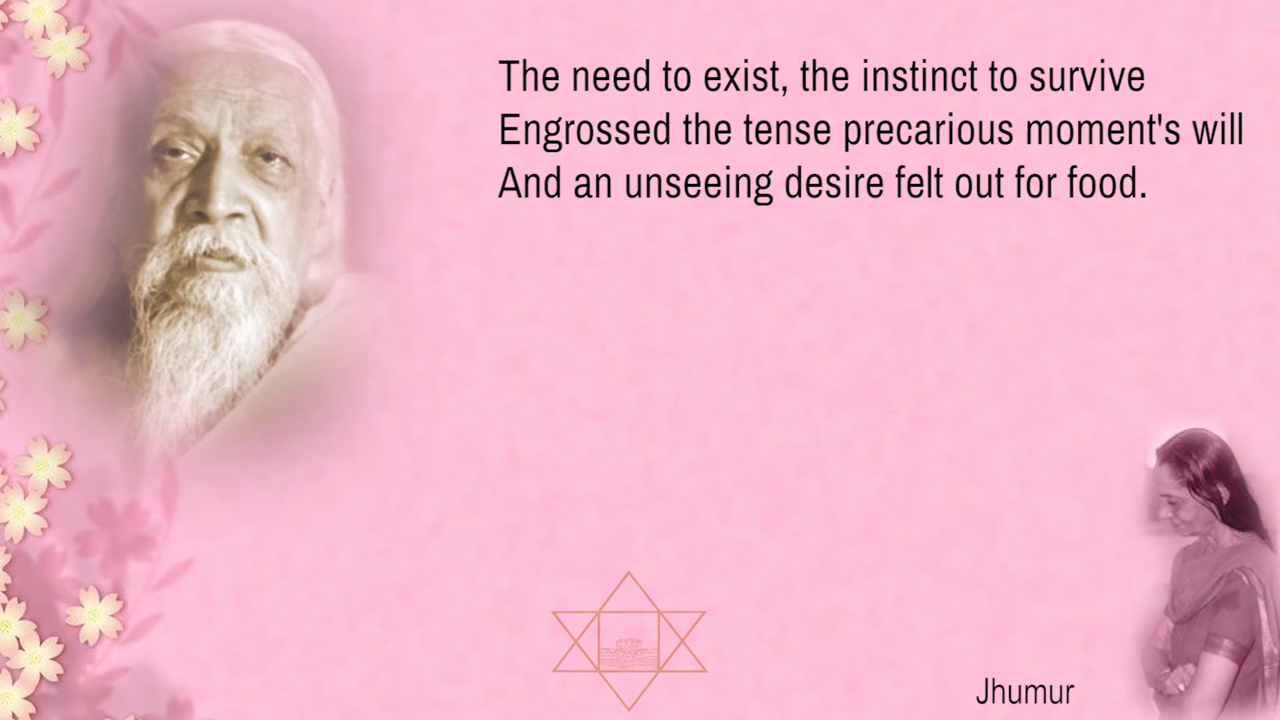 The need to exist, the instinct to survive
Engrossed the tense precarious moment's will
And an unseeing desire felt out for food.
Jhumur